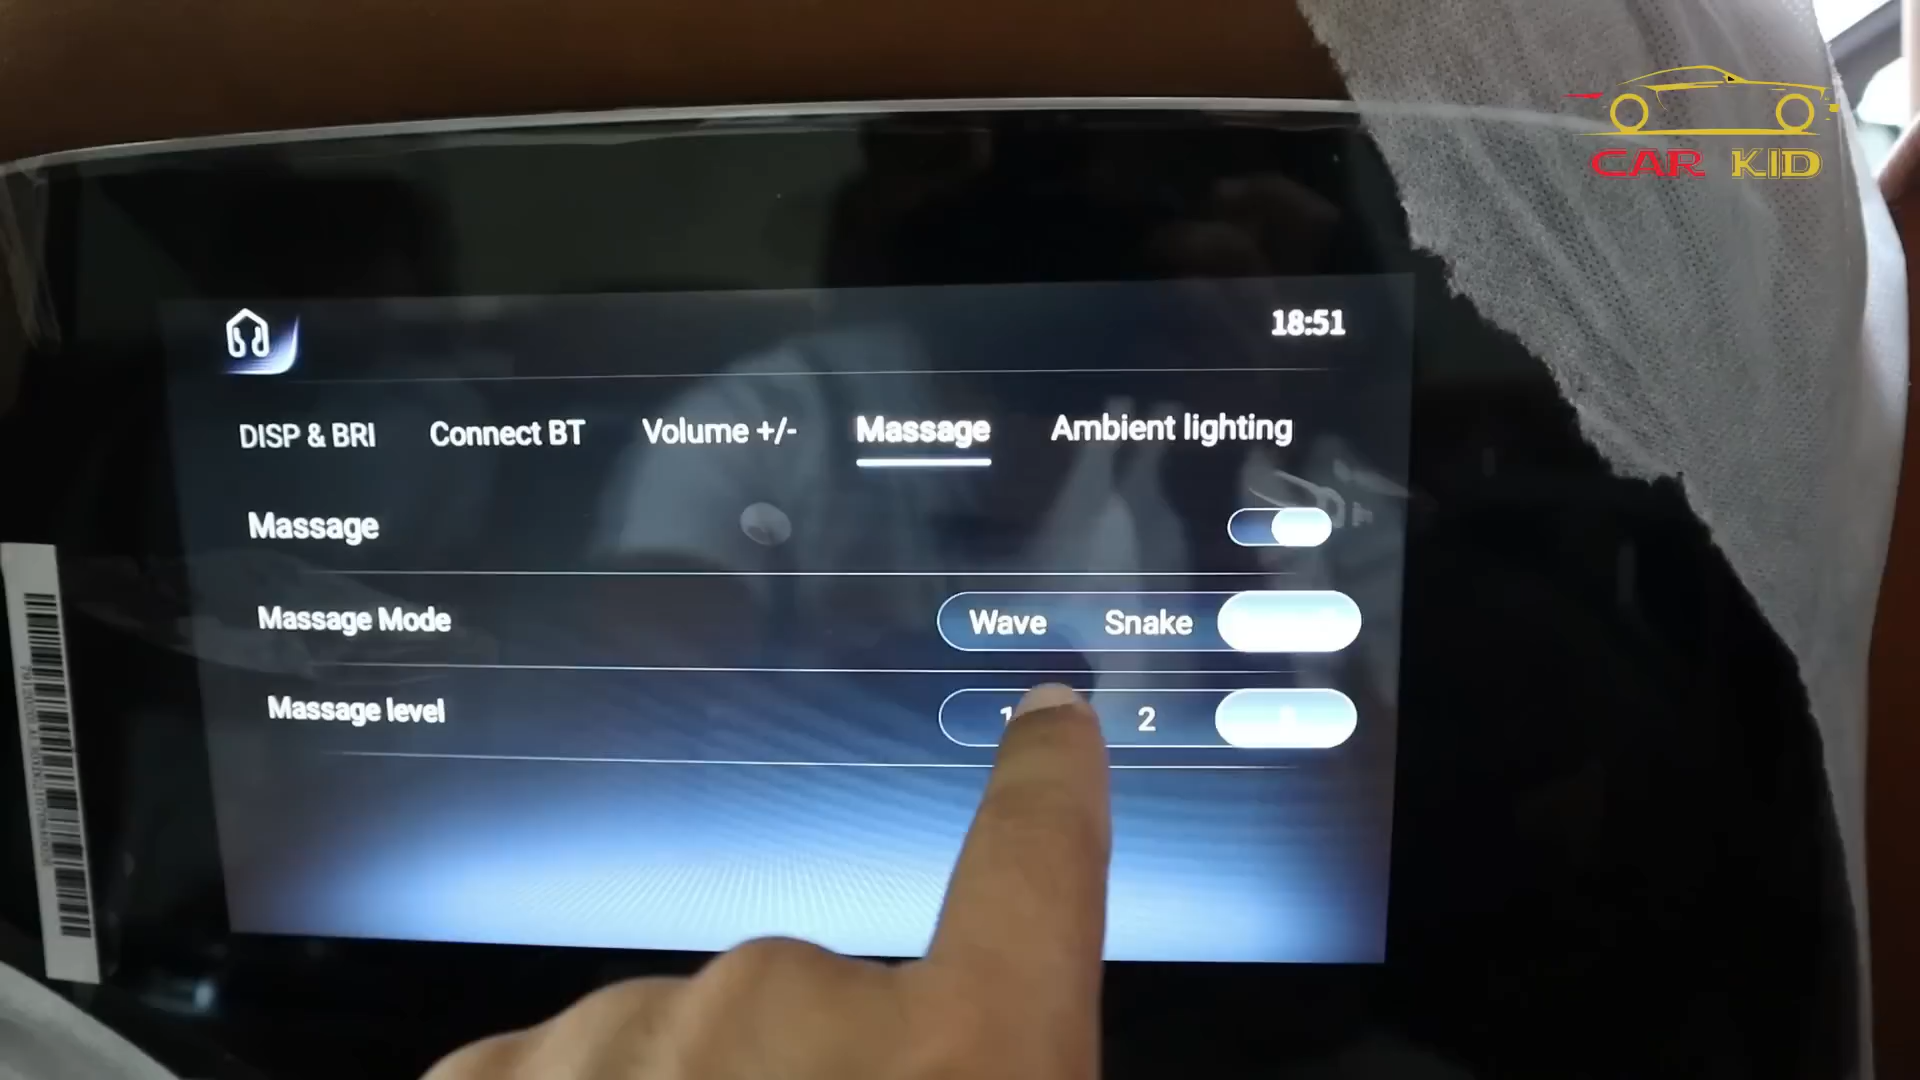 CAR KID
18:51
DISP & BRI Connect BT Volume +/- Massage Ambient lighting
Massage
Massage Mode Wave Snake
Massage level 1 2